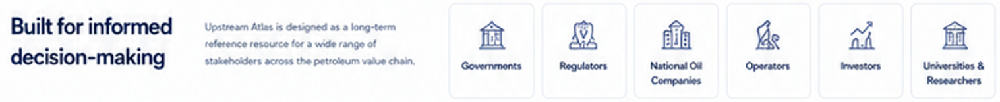 Built for informed
decision-making
Upstream Atlas is designed as a long-term
reference resource for a wide range of
stakeholders across the petroleum value chain.
Governments
Regulators
National Oil
Companies
Operators
Investors
Universities &
Researchers